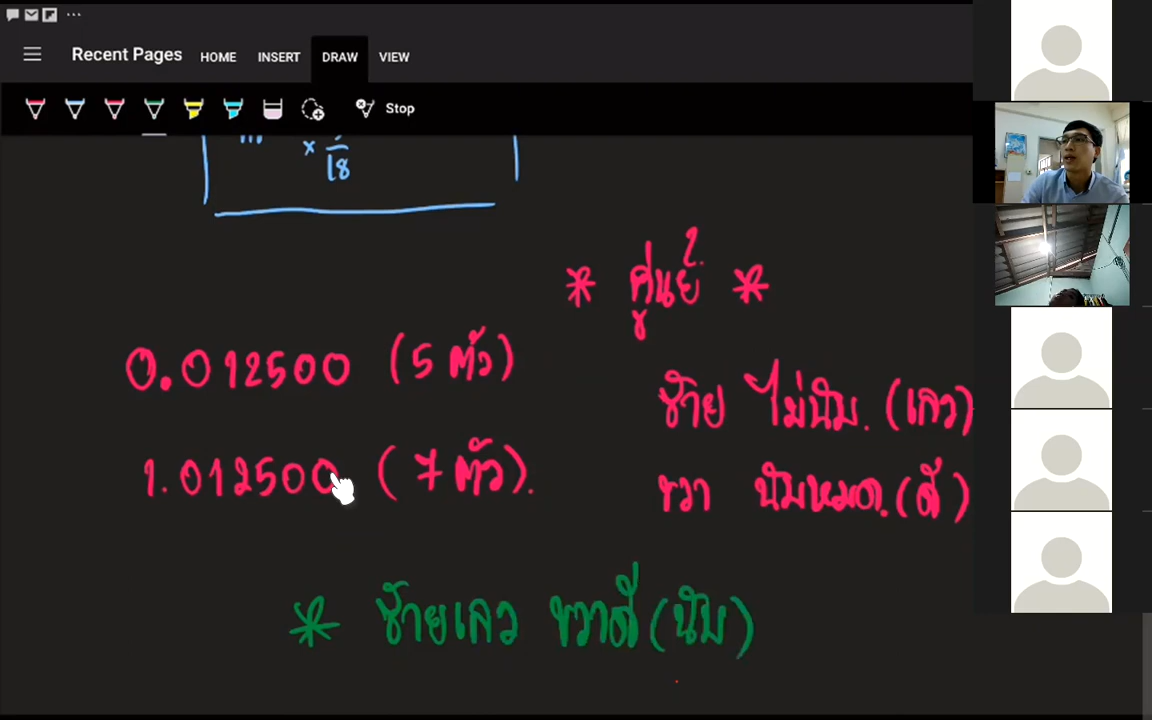 Recent Pages HOME INSERT DRAW VIEW
Stop
× 18
* ศูนย์ *
0.012500 (5 ตัว)
ซ้าย ไม่นับ. (เลว)
1.012500 (7 ตัว).
ขวา นับหมด. (ดี)
* ซ้ายเลว ขวาดี (นับ)